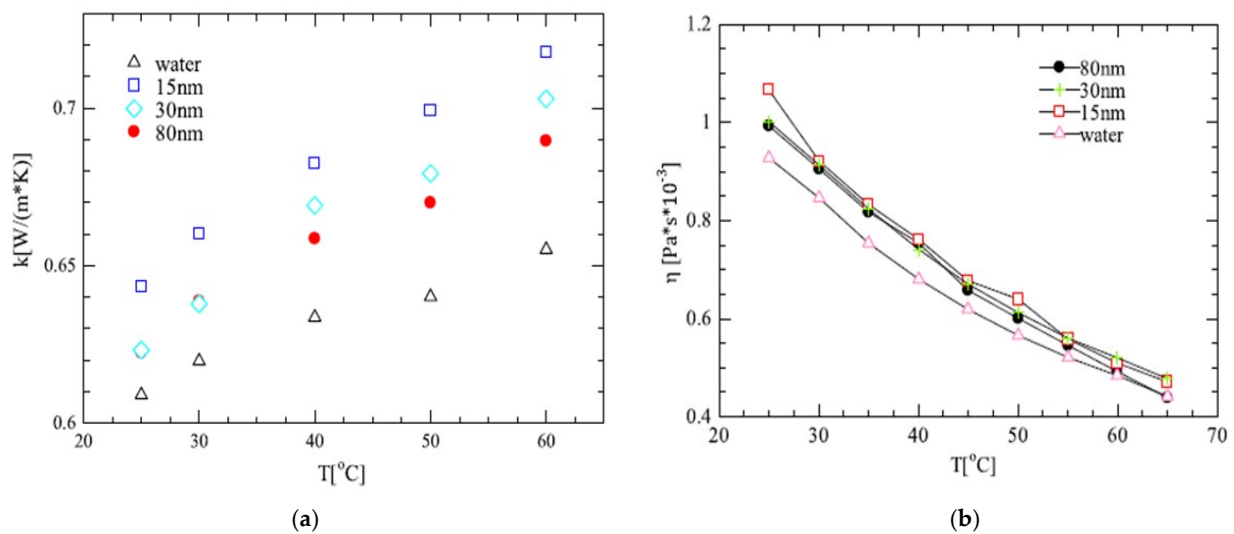 water
15nm
30nm
80nm
0.7
0.65
0.6
k[W/(m*K)]
20
30
40
50
60
T[°C]
(a)
1.2
1
0.8
0.6
0.4
η [Pa*s*10⁻³]
80nm
30nm
15nm
water
20
30
40
50
60
70
T[°C]
(b)